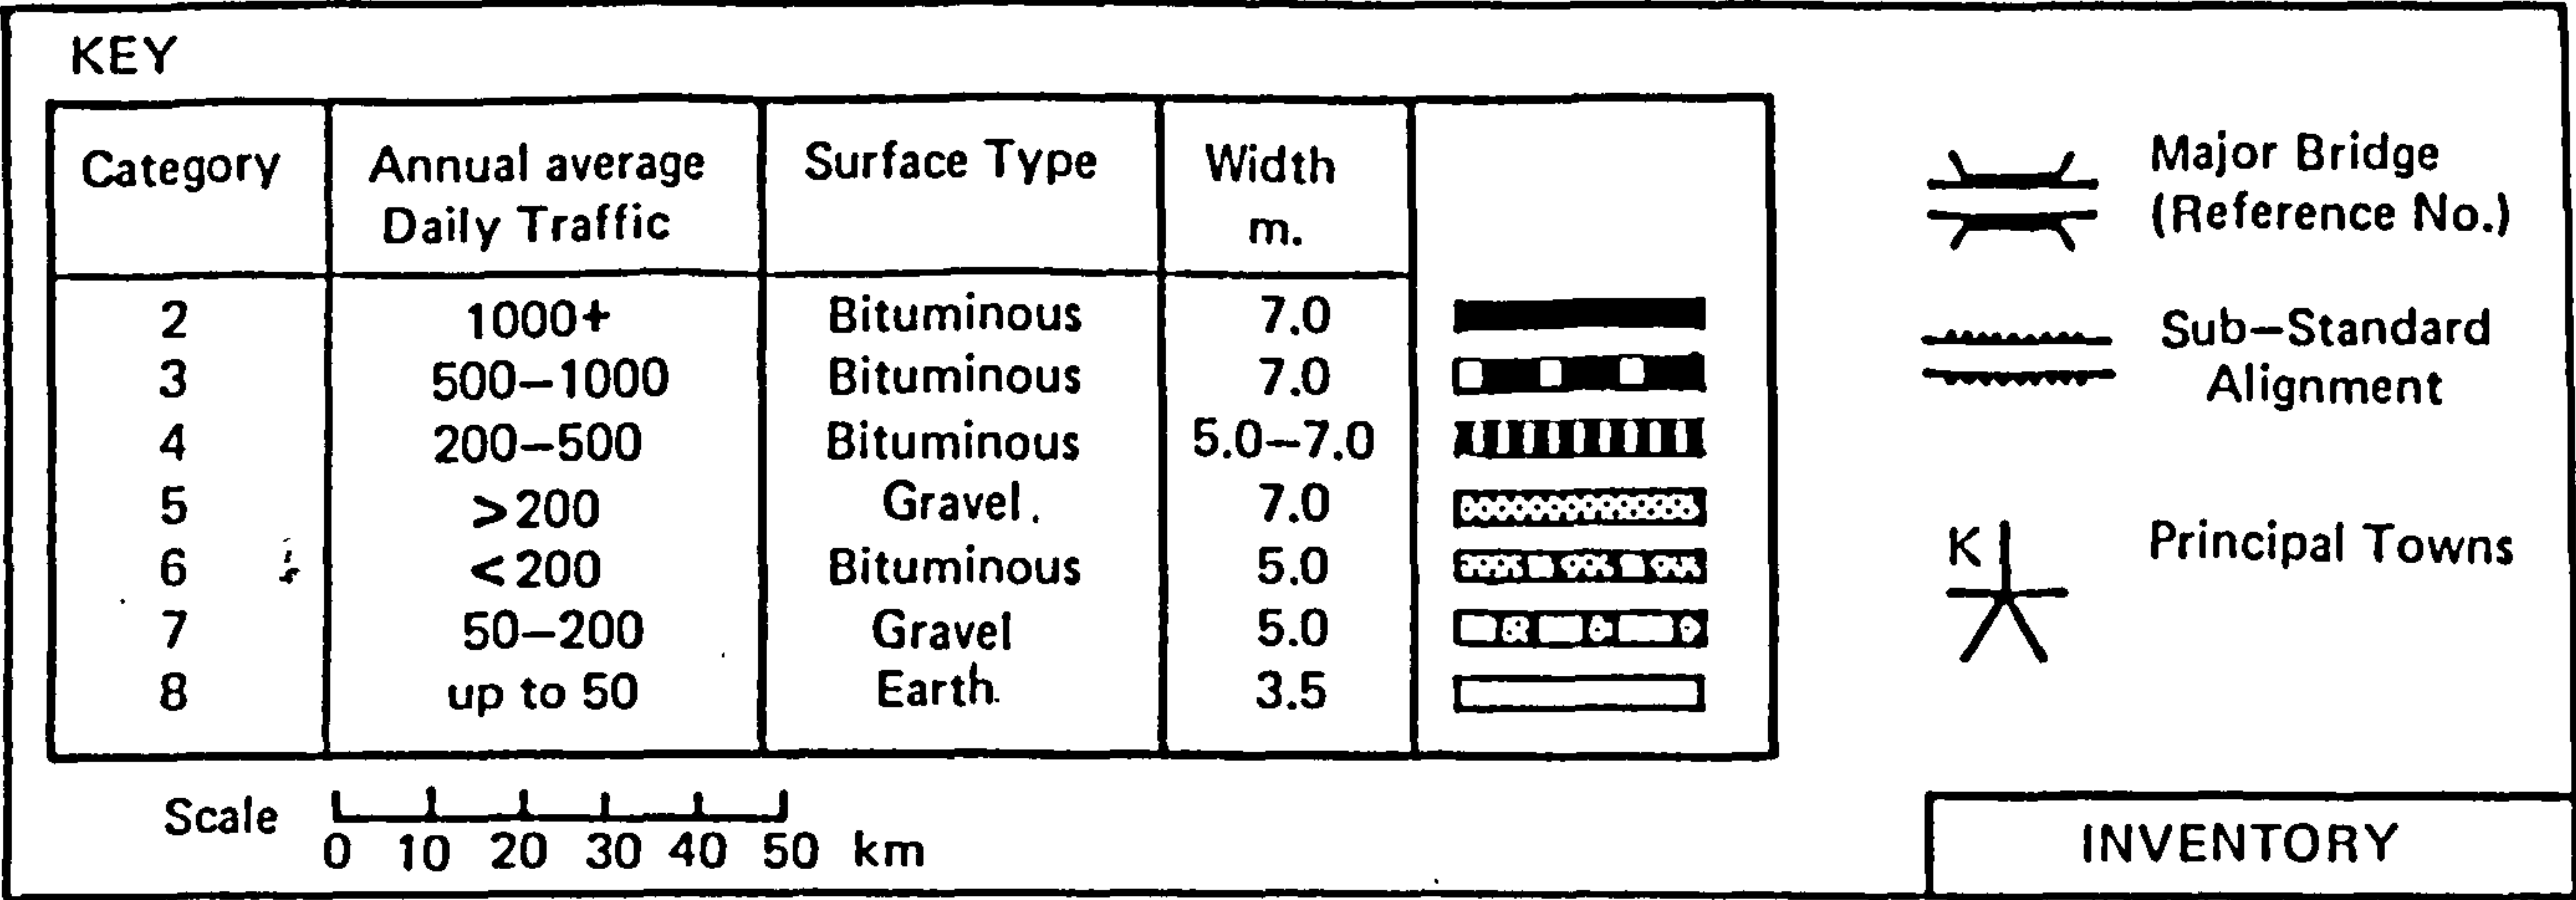 KEY
Category Annual average Daily Traffic Surface Type Width m.
2 1000+ Bituminous 7.0
3 500–1000 Bituminous 7.0
4 200–500 Bituminous 5.0–7.0
5 >200 Gravel. 7.0
6 <200 Bituminous 5.0
7 50–200 Gravel 5.0
8 up to 50 Earth. 3.5
Scale 0 10 20 30 40 50 km
Major Bridge
(Reference No.)
Sub–Standard
Alignment
K Principal Towns
INVENTORY